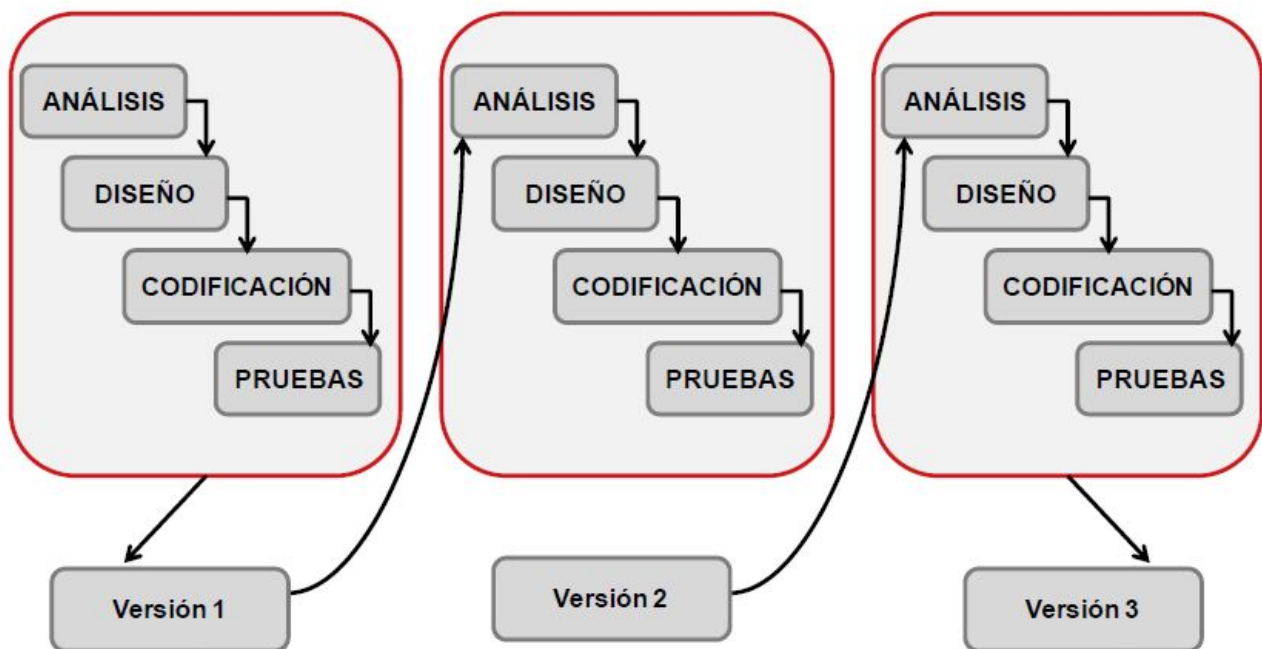 ANÁLISIS
DISEÑO
CODIFICACIÓN
PRUEBAS
Versión 1
ANÁLISIS
DISEÑO
CODIFICACIÓN
PRUEBAS
Versión 2
ANÁLISIS
DISEÑO
CODIFICACIÓN
PRUEBAS
Versión 3